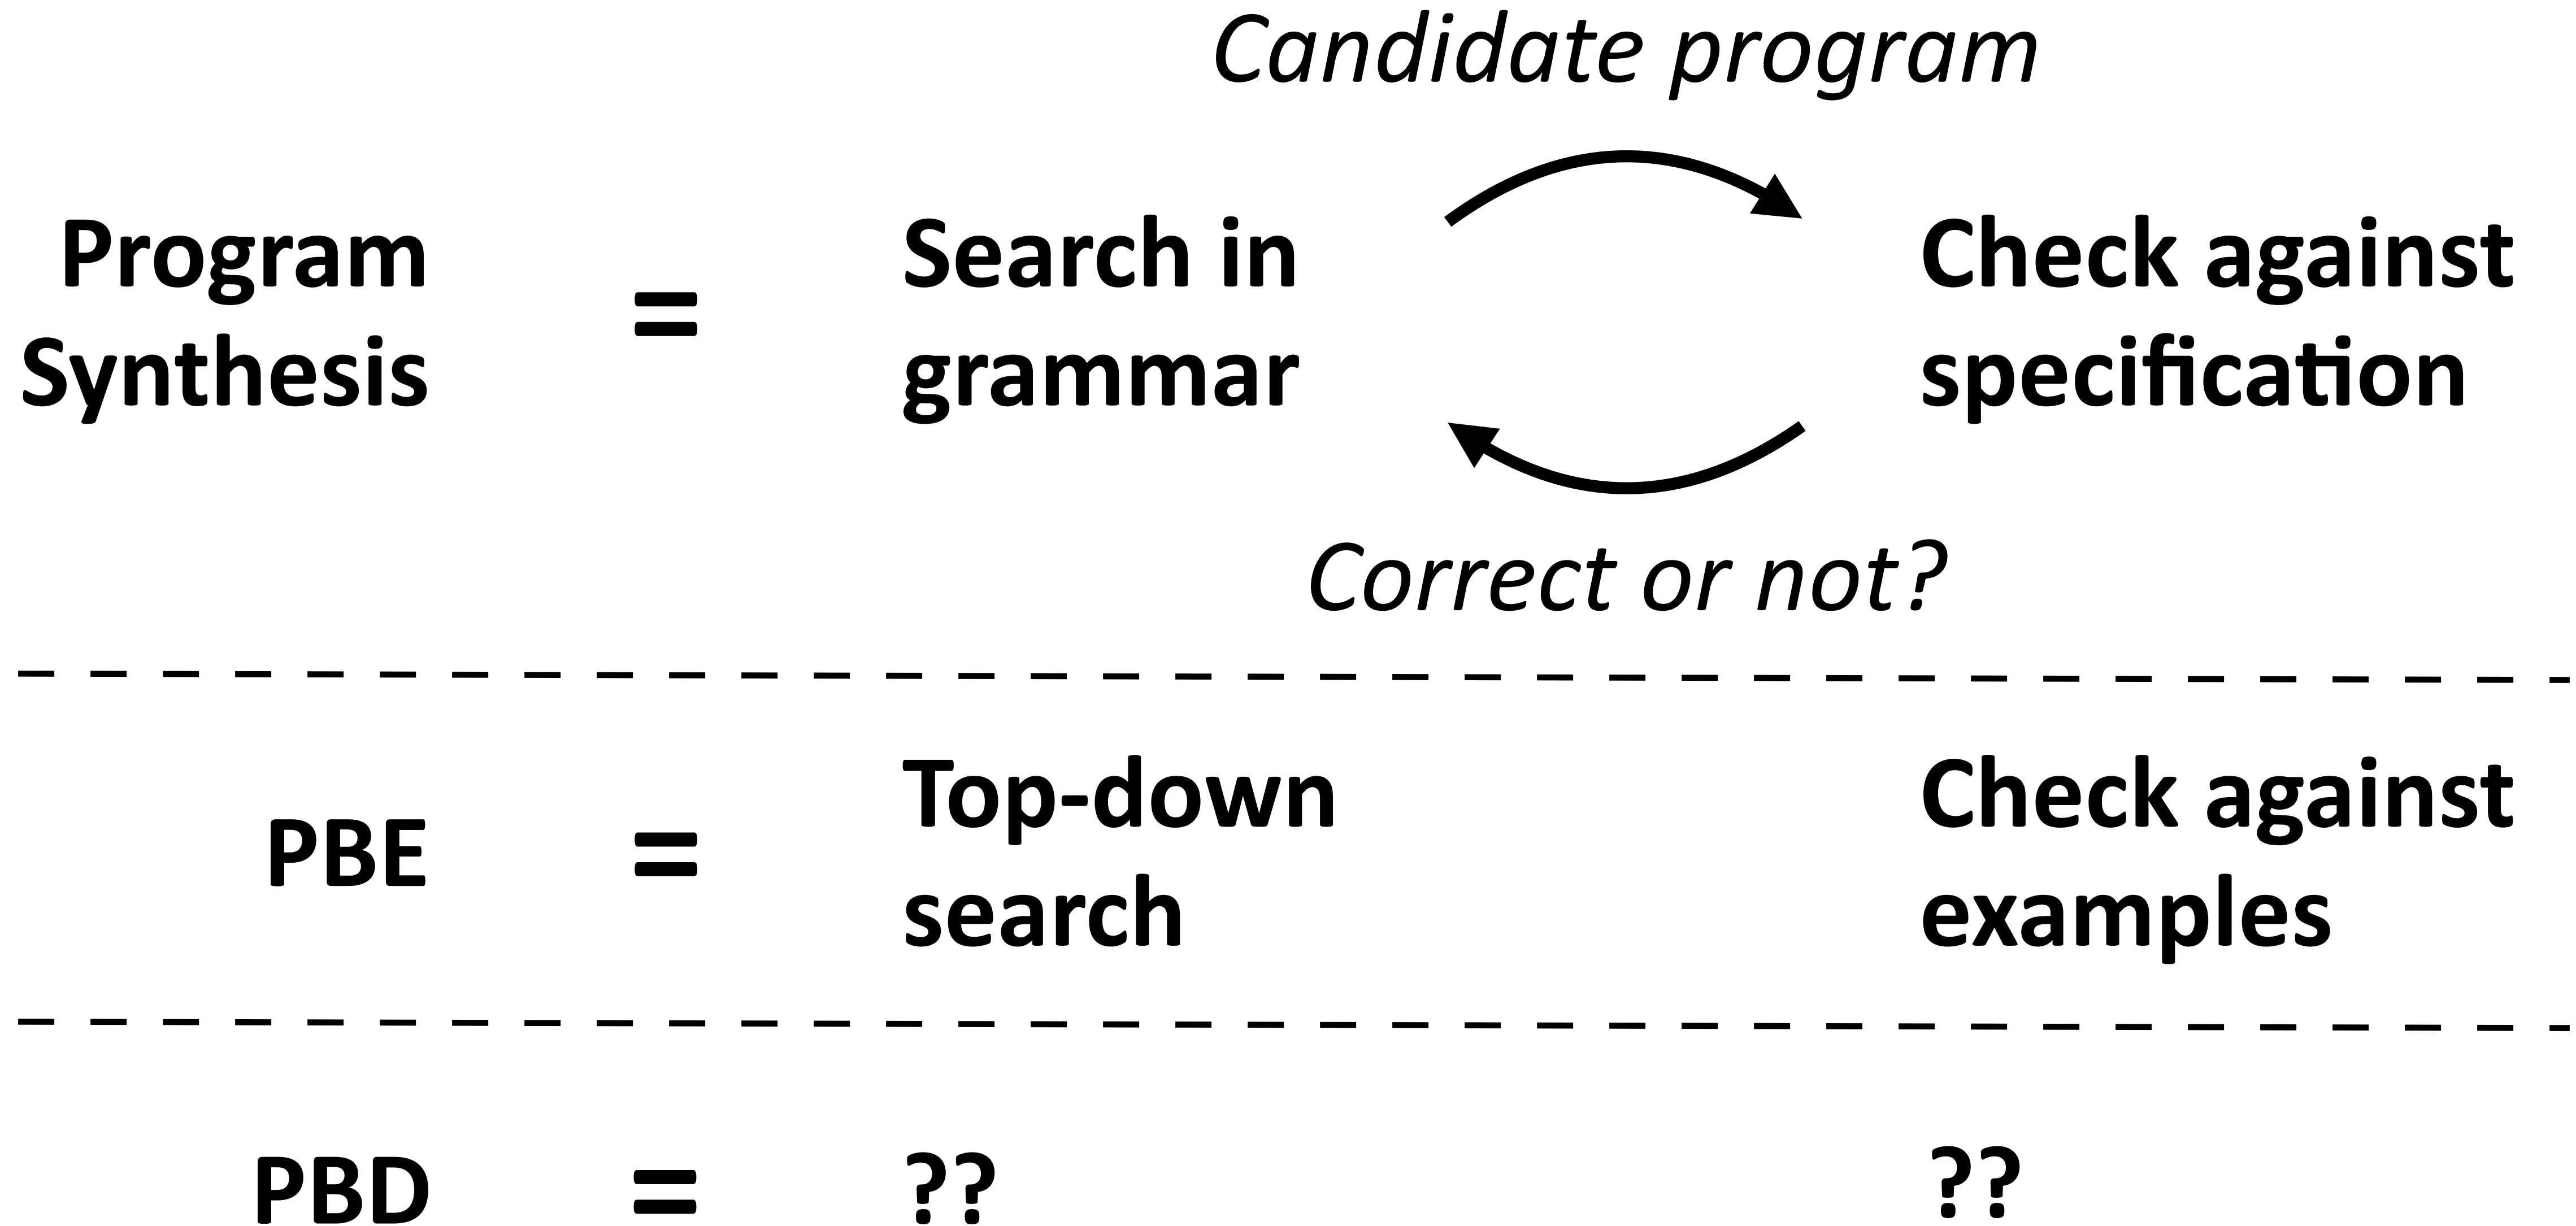 Candidate program
Program
Synthesis
=
Search in
grammar
Check against
specification
Correct or not?
PBE
=
Top-down
search
Check against
examples
PBD
=
??
??